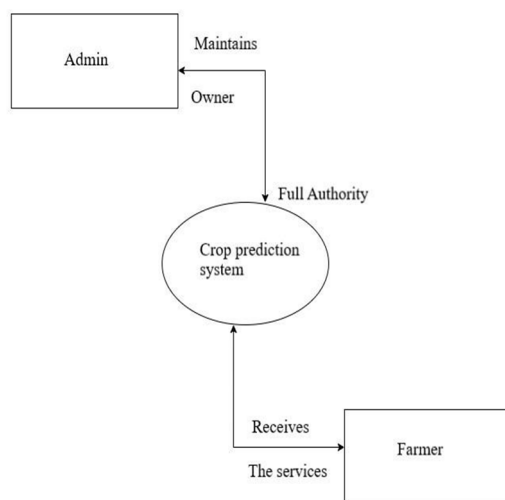 Maintains
Admin
Owner
Full Authority
Crop prediction
system
Receives
Farmer
The services